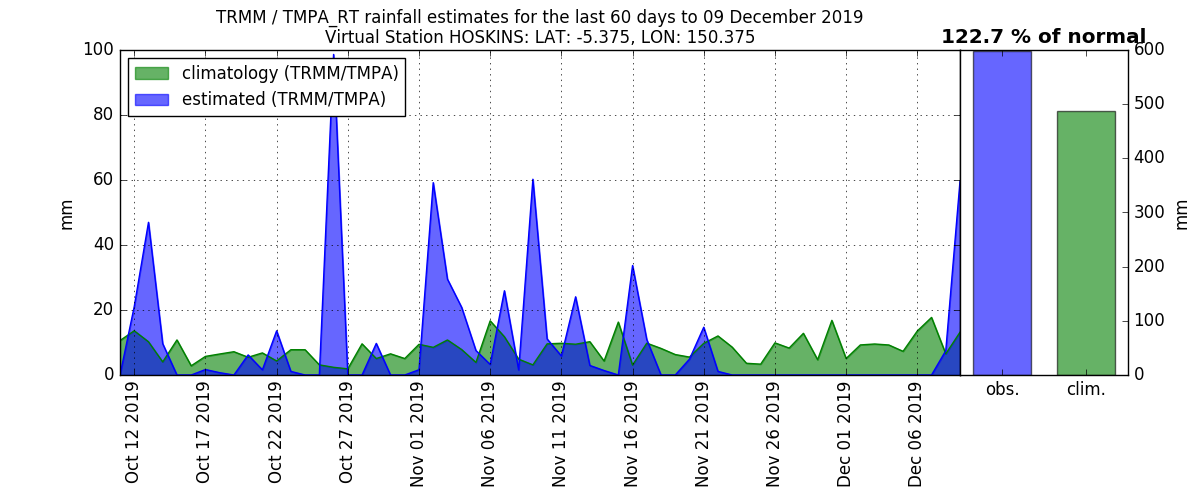 TRMM / TMPA_RT rainfall estimates for the last 60 days to 09 December 2019
Virtual Station HOSKINS: LAT: -5.375, LON: 150.375
122.7 % of normal
climatology (TRMM/TMPA)
estimated (TRMM/TMPA)
100
80
60
40
20
0
mm
Oct 12 2019
Oct 17 2019
Oct 22 2019
Oct 27 2019
Nov 01 2019
Nov 06 2019
Nov 11 2019
Nov 16 2019
Nov 21 2019
Nov 26 2019
Dec 01 2019
Dec 06 2019
obs.
clim.
600
500
400
300
200
100
0
mm